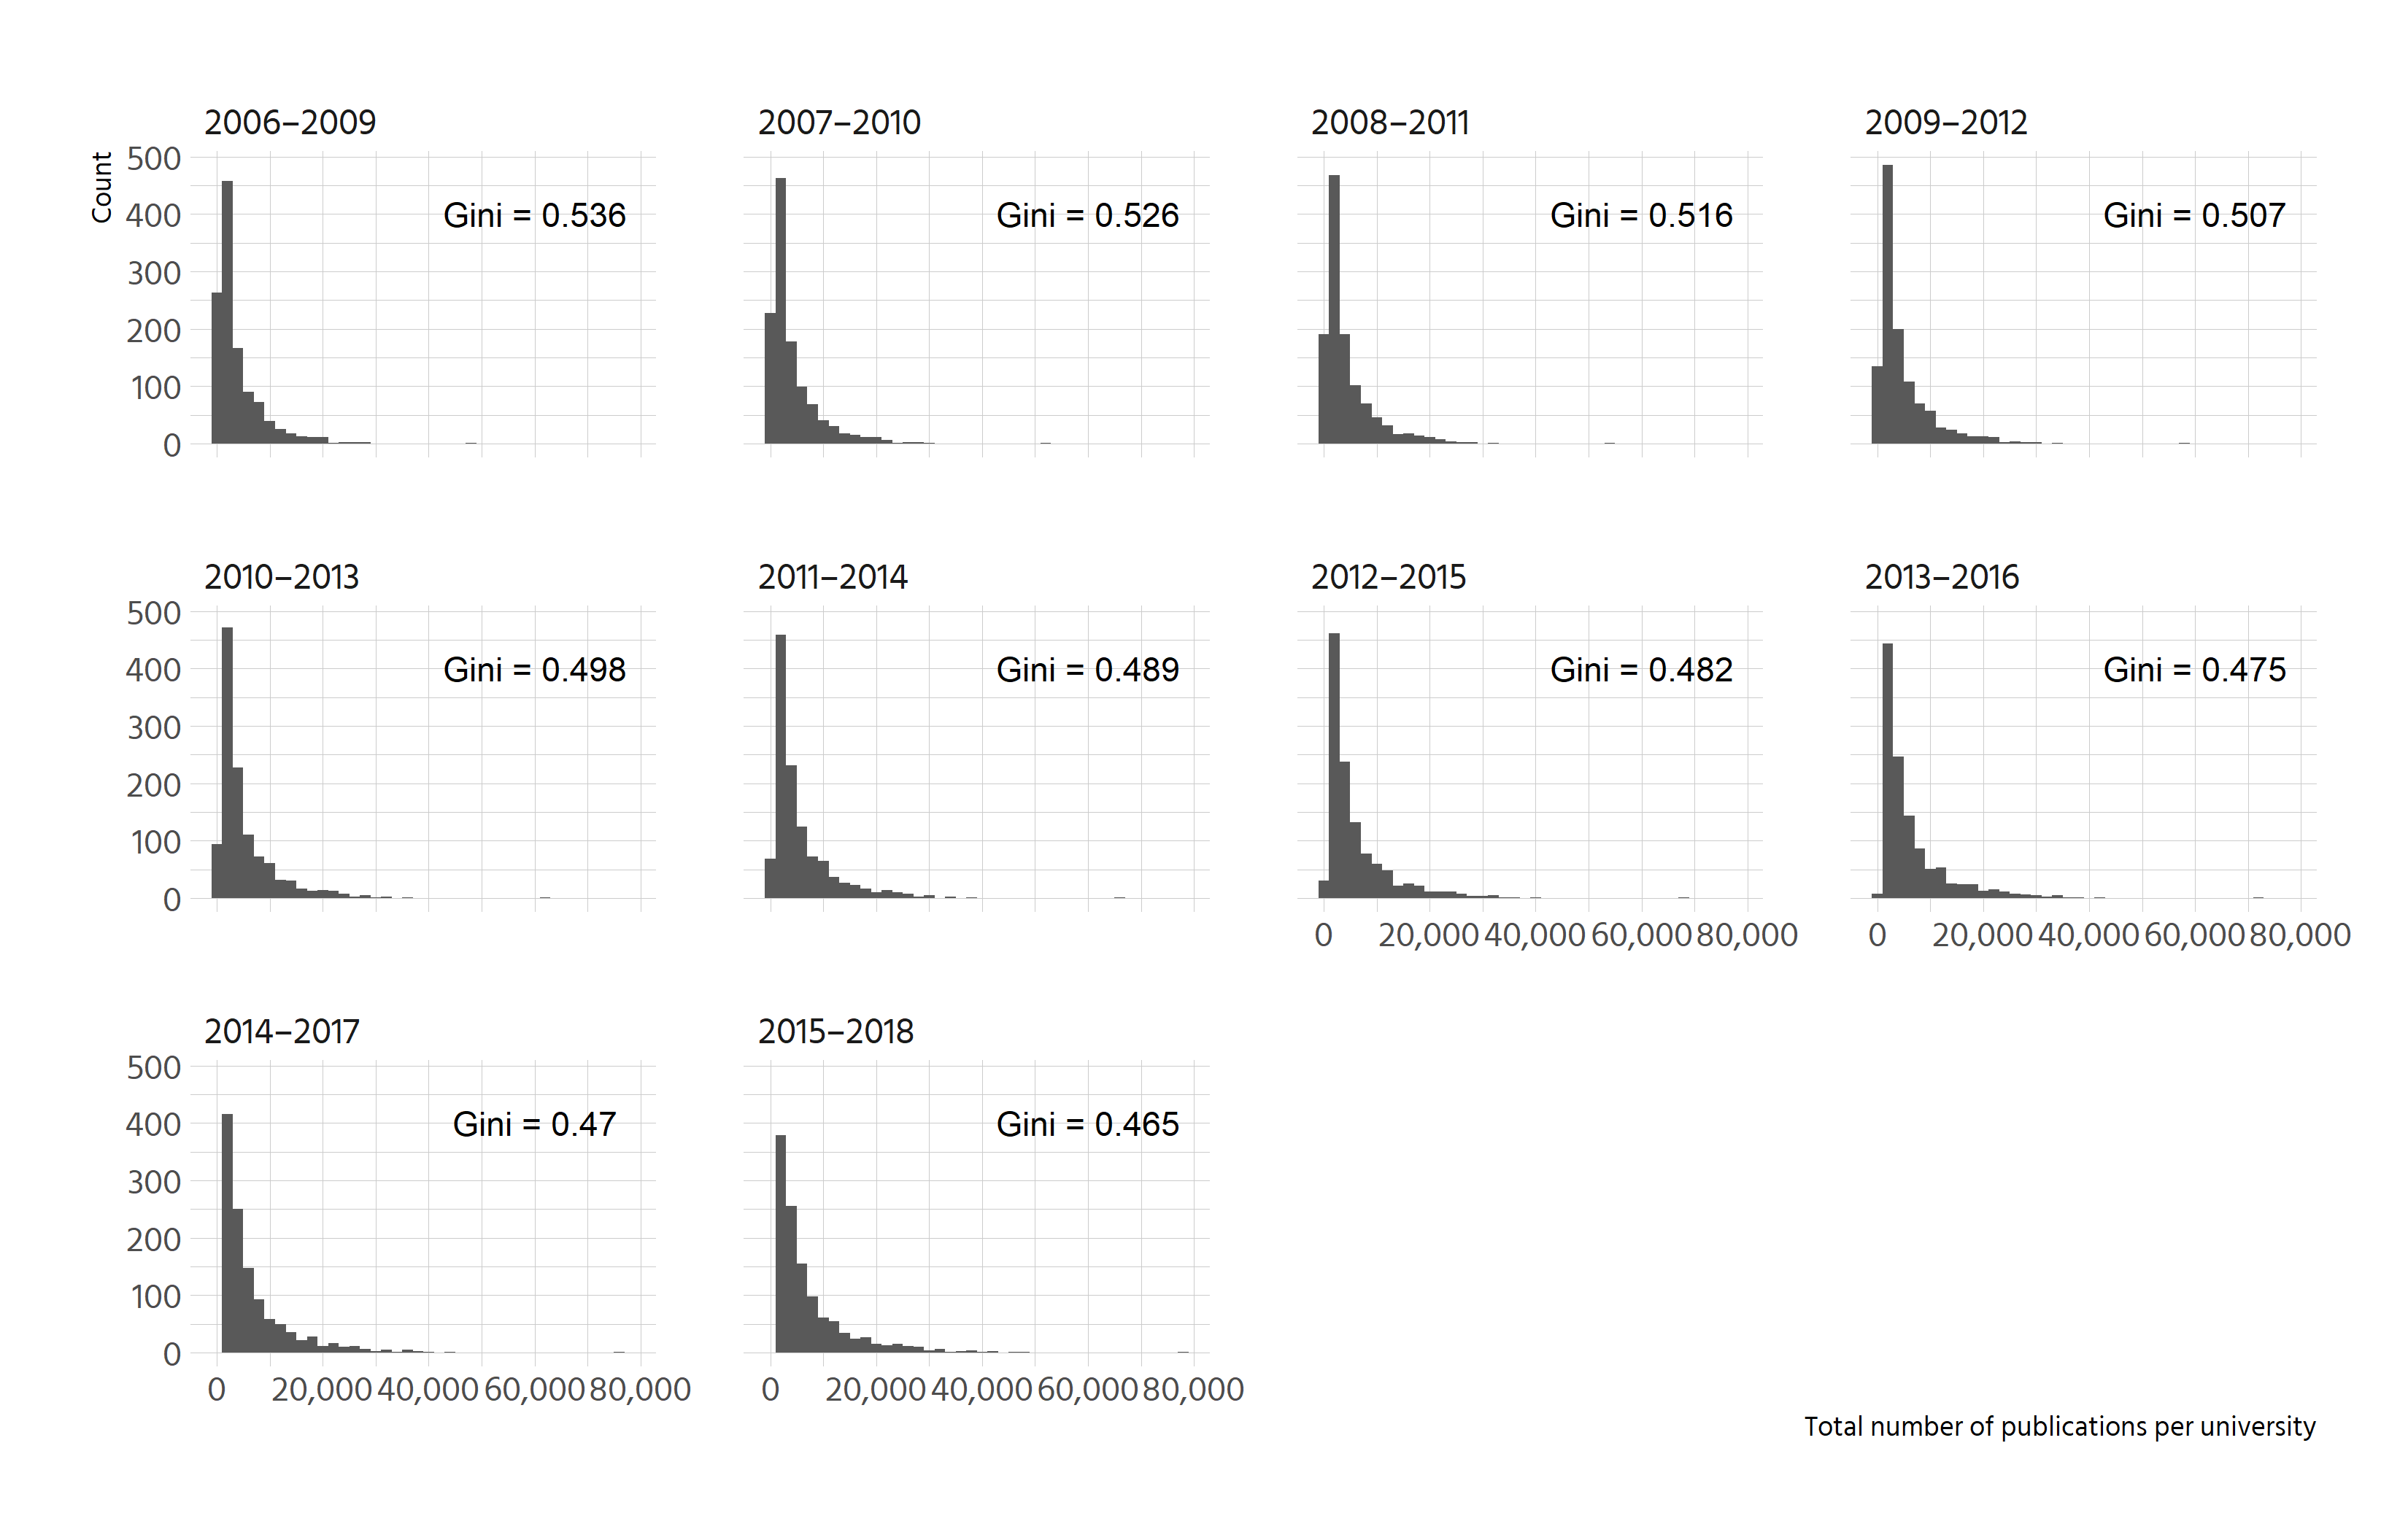 2006–2009 2007–2010 2008–2011 2009–2012
Count
500
400
300
200
100
0
Gini = 0.536 Gini = 0.526 Gini = 0.516 Gini = 0.507
2010–2013 2011–2014 2012–2015 2013–2016
500
400
300
200
100
0
Gini = 0.498 Gini = 0.489 Gini = 0.482 Gini = 0.475
0 20,000 40,000 60,000 80,000 0 20,000 40,000 60,000 80,000
2014–2017 2015–2018
500
400
300
200
100
0
Gini = 0.47 Gini = 0.465
0 20,000 40,000 60,000 80,000 0 20,000 40,000 60,000 80,000
Total number of publications per university